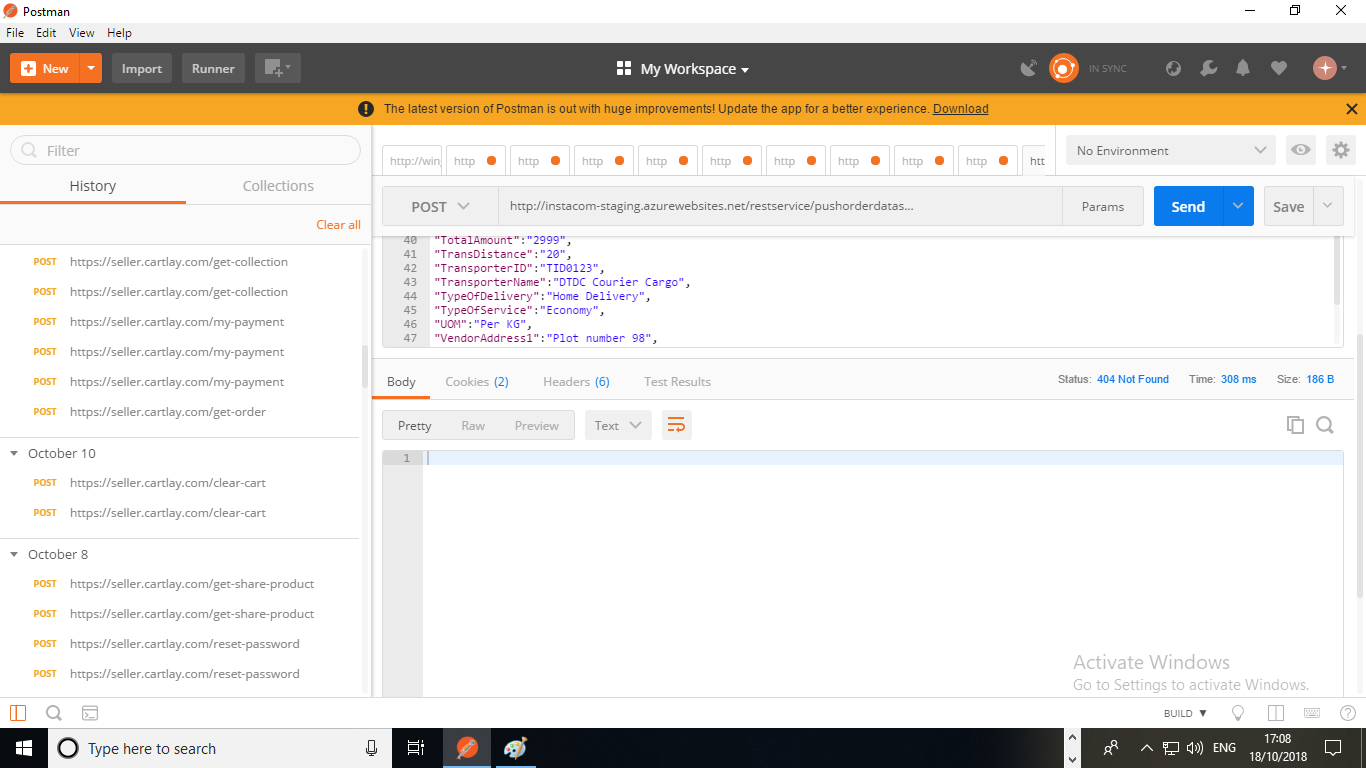 Postman
File Edit View Help
New Import Runner My Workspace IN SYNC
The latest version of Postman is out with huge improvements! Update the app for a better experience. Download
Filter
History Collections
Clear all
POST https://seller.cartlay.com/get-collection
POST https://seller.cartlay.com/get-collection
POST https://seller.cartlay.com/my-payment
POST https://seller.cartlay.com/my-payment
POST https://seller.cartlay.com/my-payment
POST https://seller.cartlay.com/get-order
October 10
POST https://seller.cartlay.com/clear-cart
POST https://seller.cartlay.com/clear-cart
October 8
POST https://seller.cartlay.com/get-share-product
POST https://seller.cartlay.com/get-share-product
POST https://seller.cartlay.com/reset-password
POST https://seller.cartlay.com/reset-password
http://win http http http http http http http http http htt
No Environment
POST http://instacom-staging.azurewebsites.net/restservice/pushorderdatas... Params Send Save
40 "TotalAmount":"2999",
41 "TransDistance":"20",
42 "TransporterID":"TID0123",
43 "TransporterName":"DTDC Courier Cargo",
44 "TypeOfDelivery":"Home Delivery",
45 "TypeOfService":"Economy",
46 "UOM":"Per KG",
47 "VendorAddress1":"Plot number 98",
Body Cookies (2) Headers (6) Test Results Status: 404 Not Found Time: 308 ms Size: 186 B
Pretty Raw Preview Text
1
Activate Windows
Go to Settings to activate Windows.
BUILD
Type here to search
ENG
17:08
18/10/2018